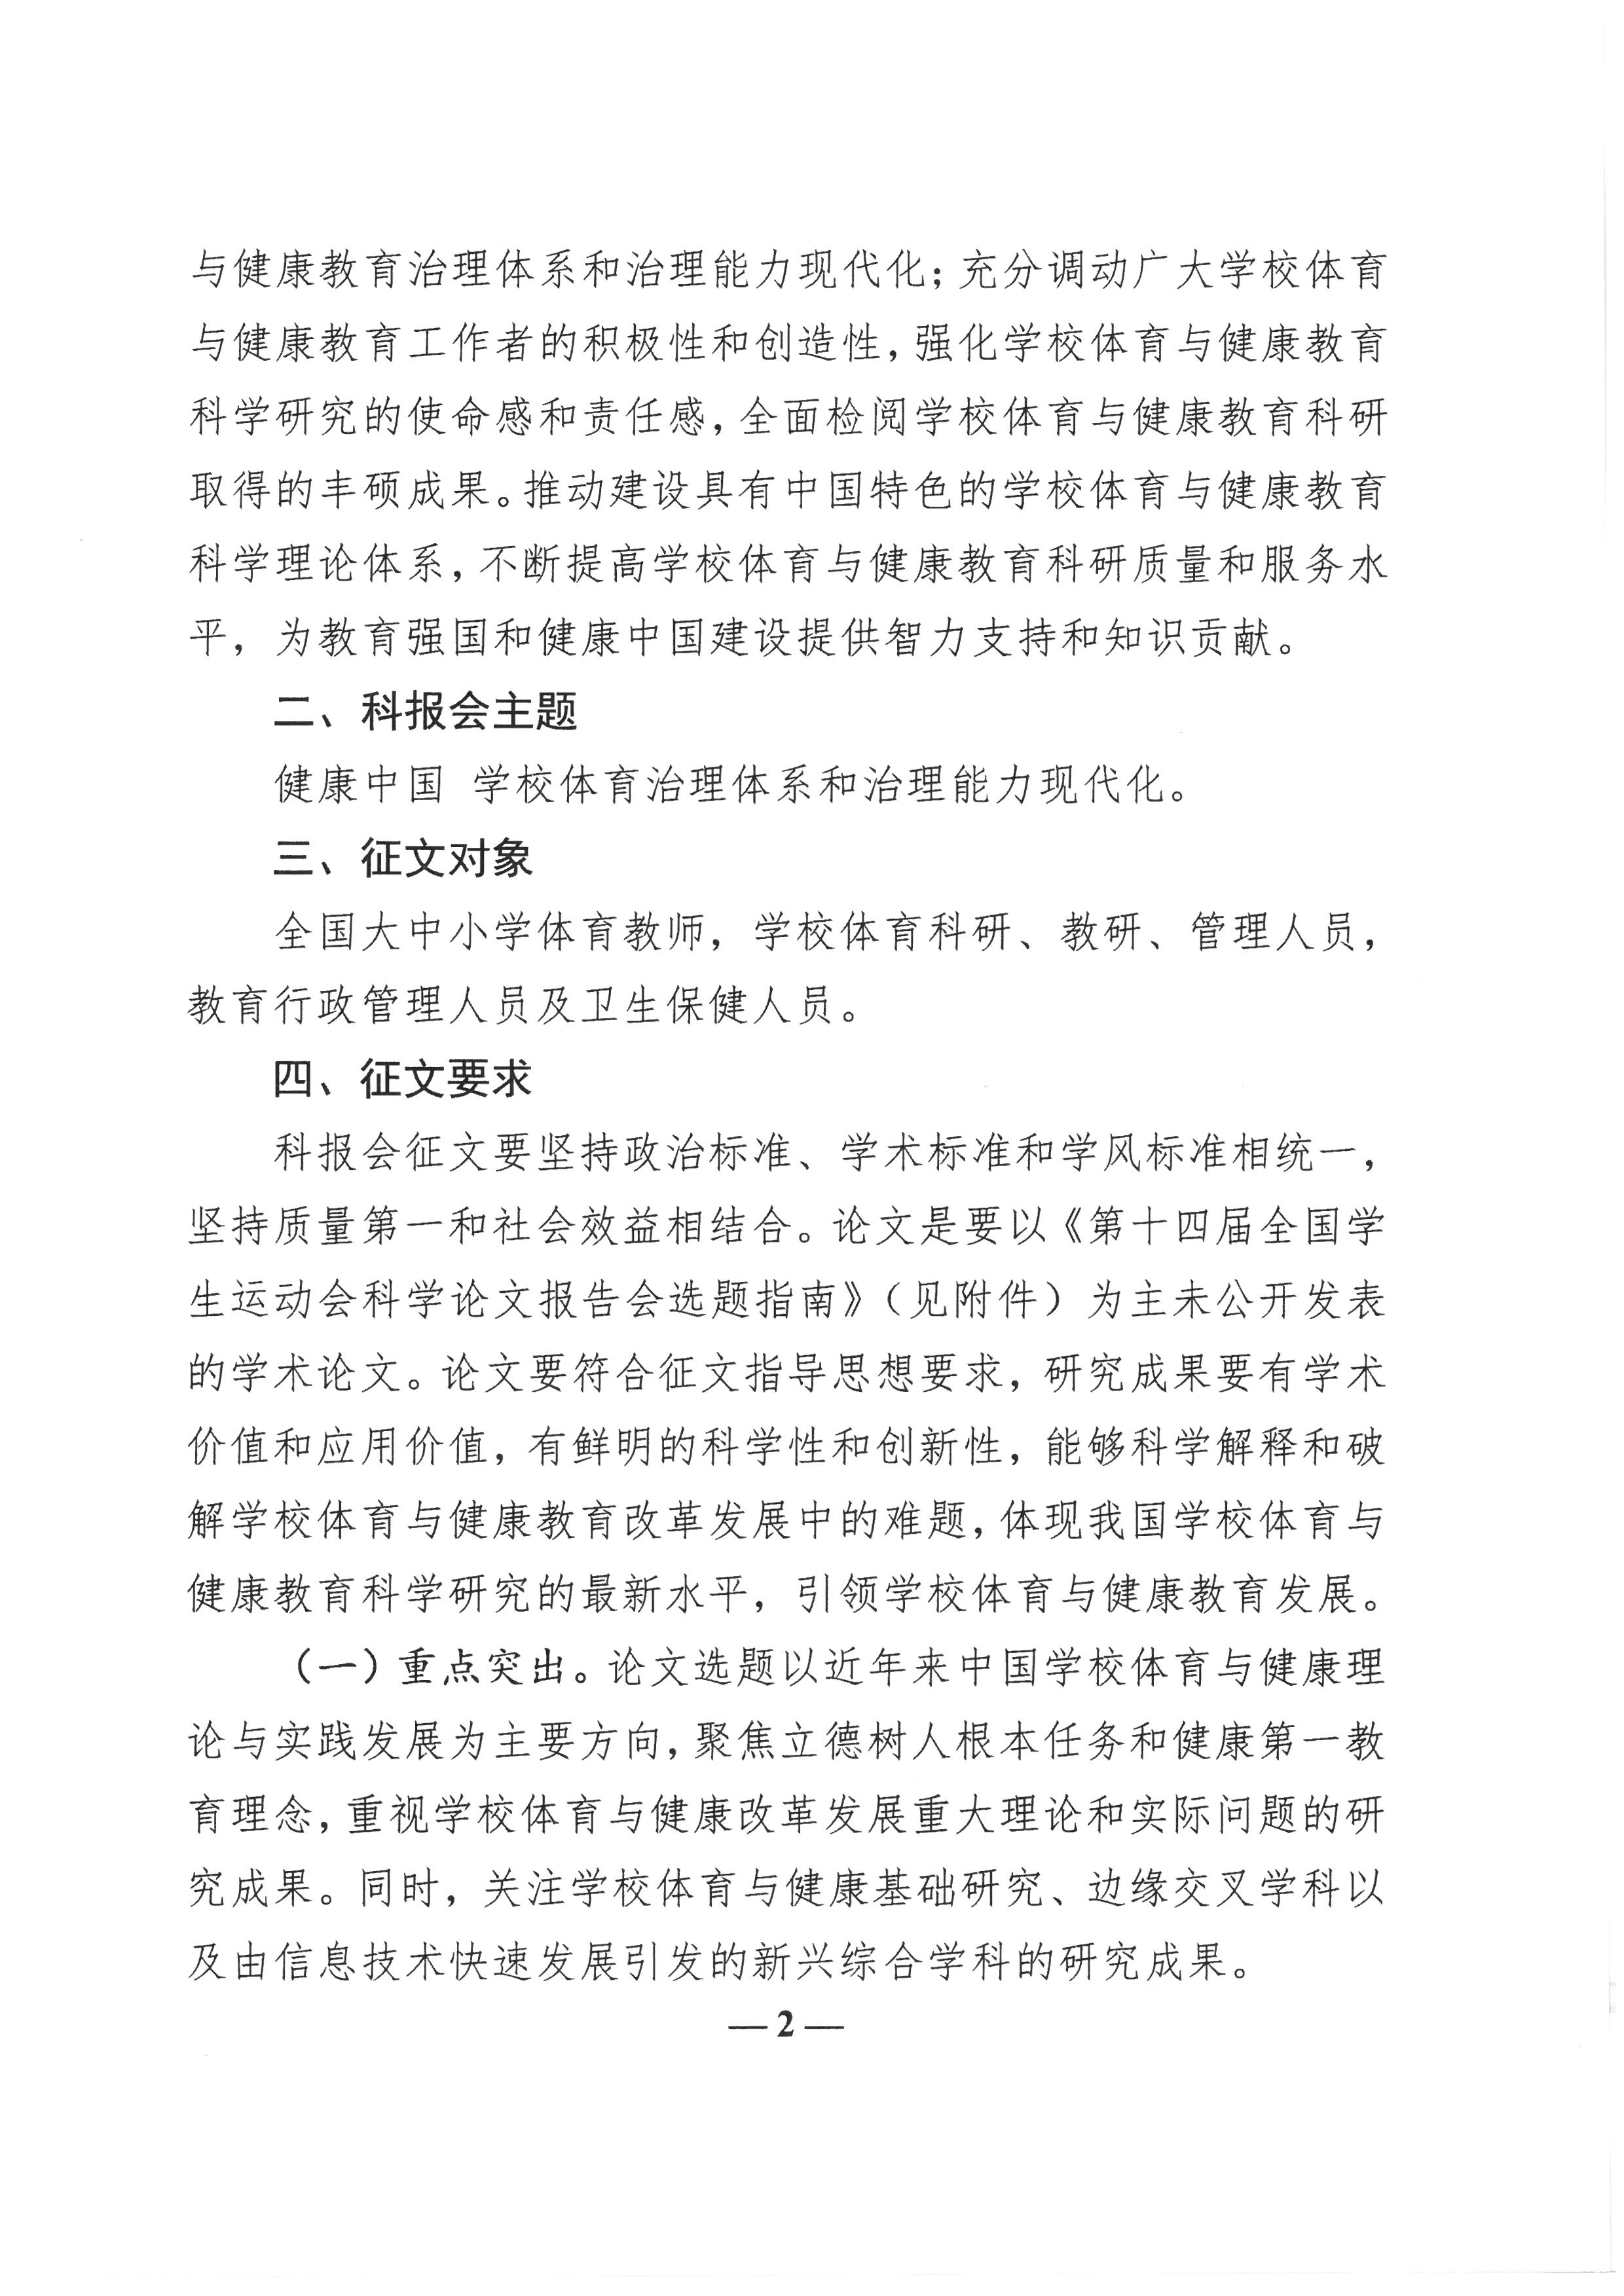 与健康教育治理体系和治理能力现代化；充分调动广大学校体育
与健康教育工作者的积极性和创造性，强化学校体育与健康教育
科学研究的使命感和责任感，全面检阅学校体育与健康教育科研
取得的丰硕成果。推动建设具有中国特色的学校体育与健康教育
科学理论体系，不断提高学校体育与健康教育科研质量和服务水
平，为教育强国和健康中国建设提供智力支持和知识贡献。
二、科报会主题
健康中国 学校体育治理体系和治理能力现代化。
三、征文对象
全国大中小学体育教师，学校体育科研、教研、管理人员，
教育行政管理人员及卫生保健人员。
四、征文要求
科报会征文要坚持政治标准、学术标准和学风标准相统一，
坚持质量第一和社会效益相结合。论文是要以《第十四届全国学
生运动会科学论文报告会选题指南》（见附件）为主未公开发表
的学术论文。论文要符合征文指导思想要求，研究成果要有学术
价值和应用价值，有鲜明的科学性和创新性，能够科学解释和破
解学校体育与健康教育改革发展中的难题，体现我国学校体育与
健康教育科学研究的最新水平，引领学校体育与健康教育发展。
（一）重点突出。论文选题以近年来中国学校体育与健康理
论与实践发展为主要方向，聚焦立德树人根本任务和健康第一教
育理念，重视学校体育与健康改革发展重大理论和实际问题的研
究成果。同时，关注学校体育与健康基础研究、边缘交叉学科以
及由信息技术快速发展引发的新兴综合学科的研究成果。
— 2 —